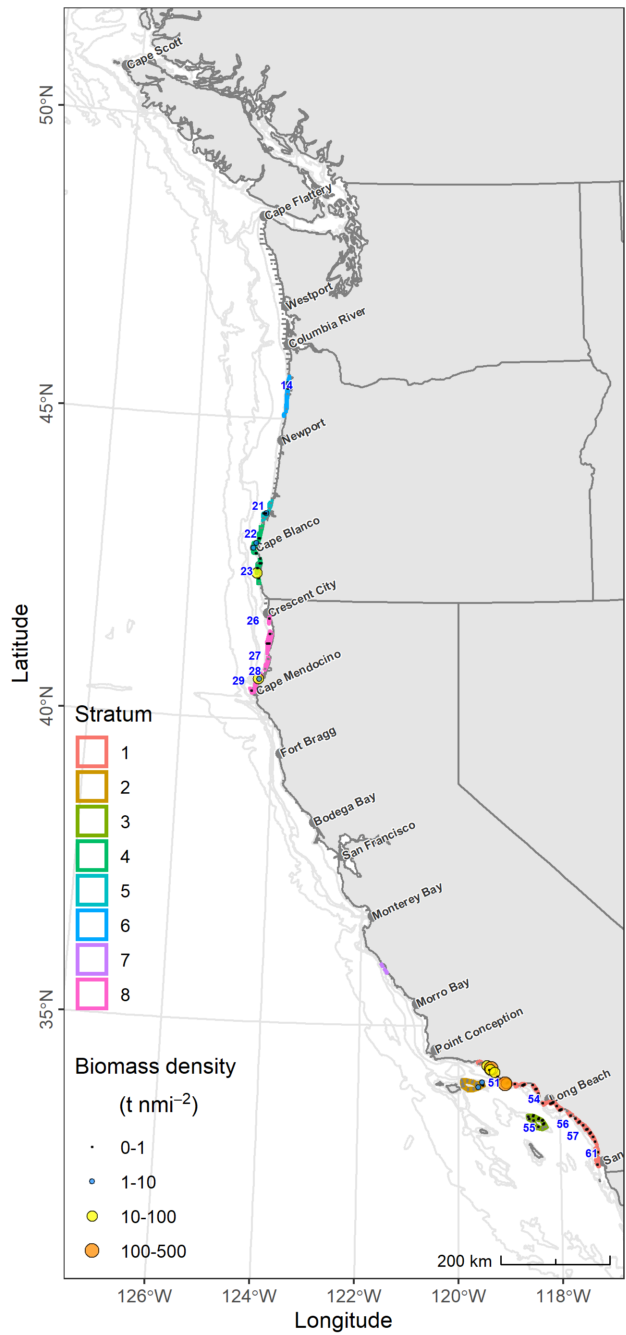 Cape Scott
50°N
Cape Flattery
Westport
Columbia River
14
45°N
Newport
21
22
Cape Blanco
23
Crescent City
26
27
28
29
Cape Mendocino
Latitude
40°N
Stratum
Fort Bragg
1
2
Bodega Bay
3
San Francisco
4
5
Monterey Bay
6
7
8
Morro Bay
35°N
Point Conception
Biomass density
(t nmi−2)
51
Long Beach
54
55
56
57
61
San
0-1
1-10
10-100
100-500
200 km
126°W
124°W
122°W
120°W
118°W
Longitude